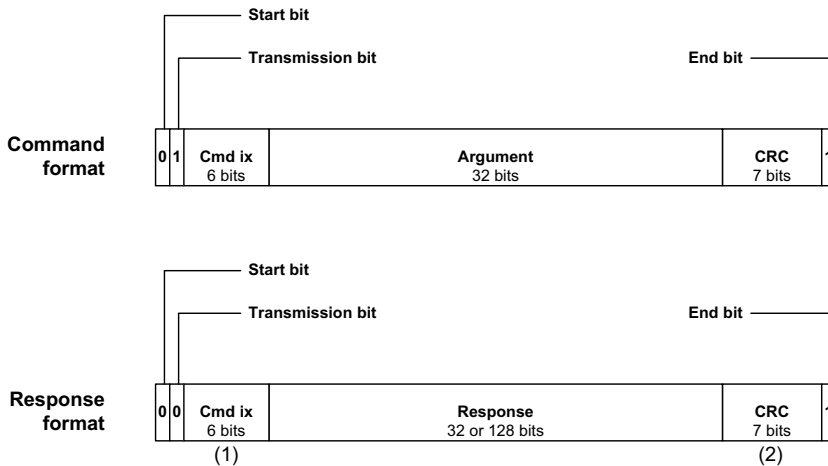 Start bit
Transmission bit
End bit
Command format
0 1 Cmd ix 6 bits Argument 32 bits CRC 7 bits 1
Start bit
Transmission bit
End bit
Response format
0 0 Cmd ix 6 bits Response 32 or 128 bits CRC 7 bits 1
(1) (2)